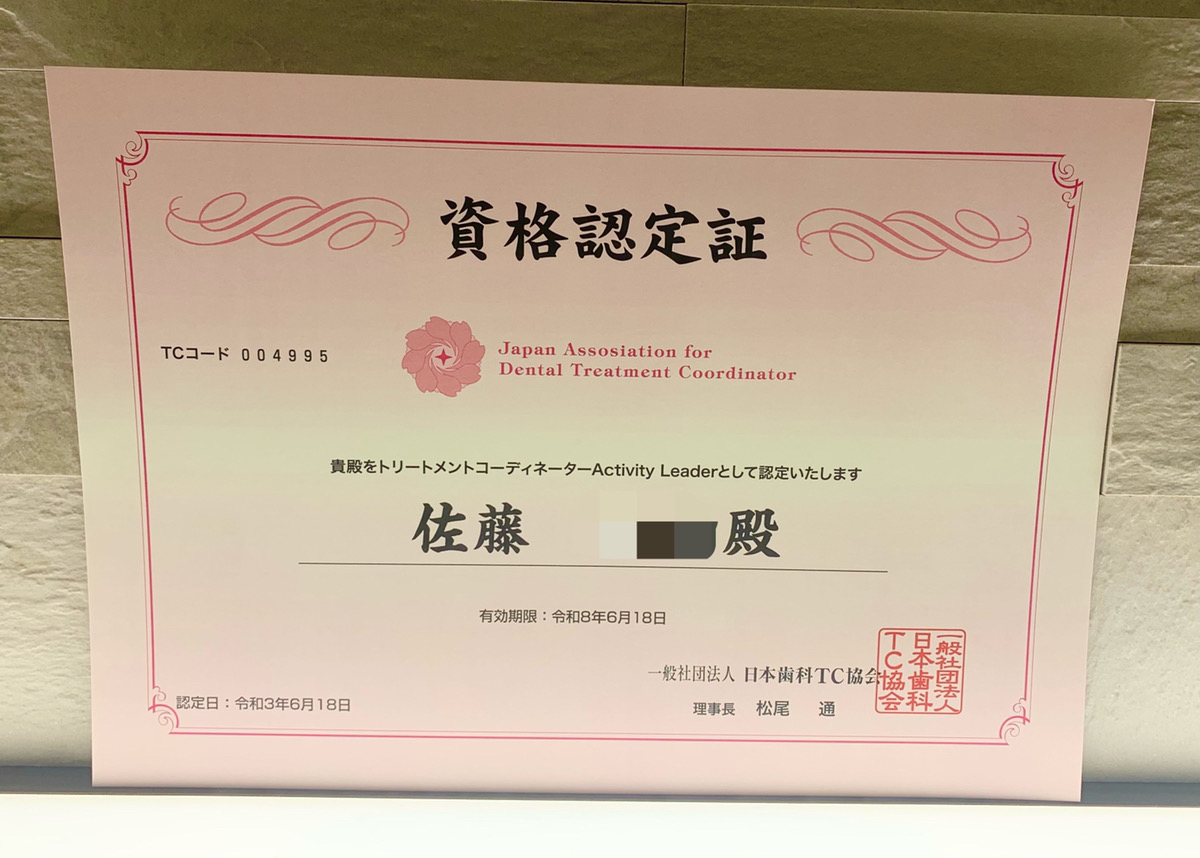 資格認定証
TCコード 004995
Japan Assosiation for
Dental Treatment Coordinator
貴殿をトリートメントコーディネーターActivity Leaderとして認定いたします
佐藤 殿
有効期限：令和8年6月18日
一般社団法人 日本歯科TC協会
理事長 松尾 通
認定日：令和3年6月18日
一般社団法人
日本歯科
TC協会